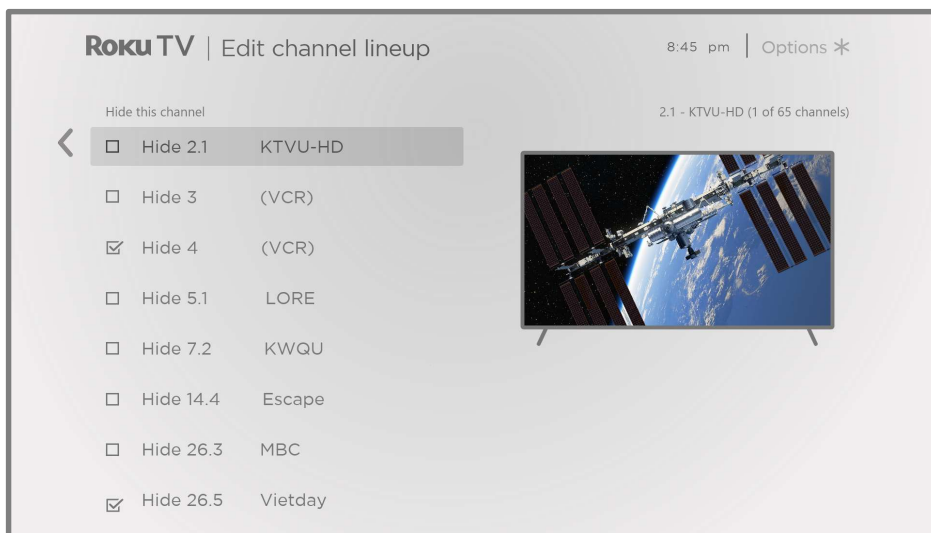 Roku TV | Edit channel lineup
8:45 pm | Options *
Hide this channel
2.1 - KTVU-HD (1 of 65 channels)
Hide 2.1 KTVU-HD
Hide 3 (VCR)
Hide 4 (VCR)
Hide 5.1 LORE
Hide 7.2 KWQU
Hide 14.4 Escape
Hide 26.3 MBC
Hide 26.5 Vietday